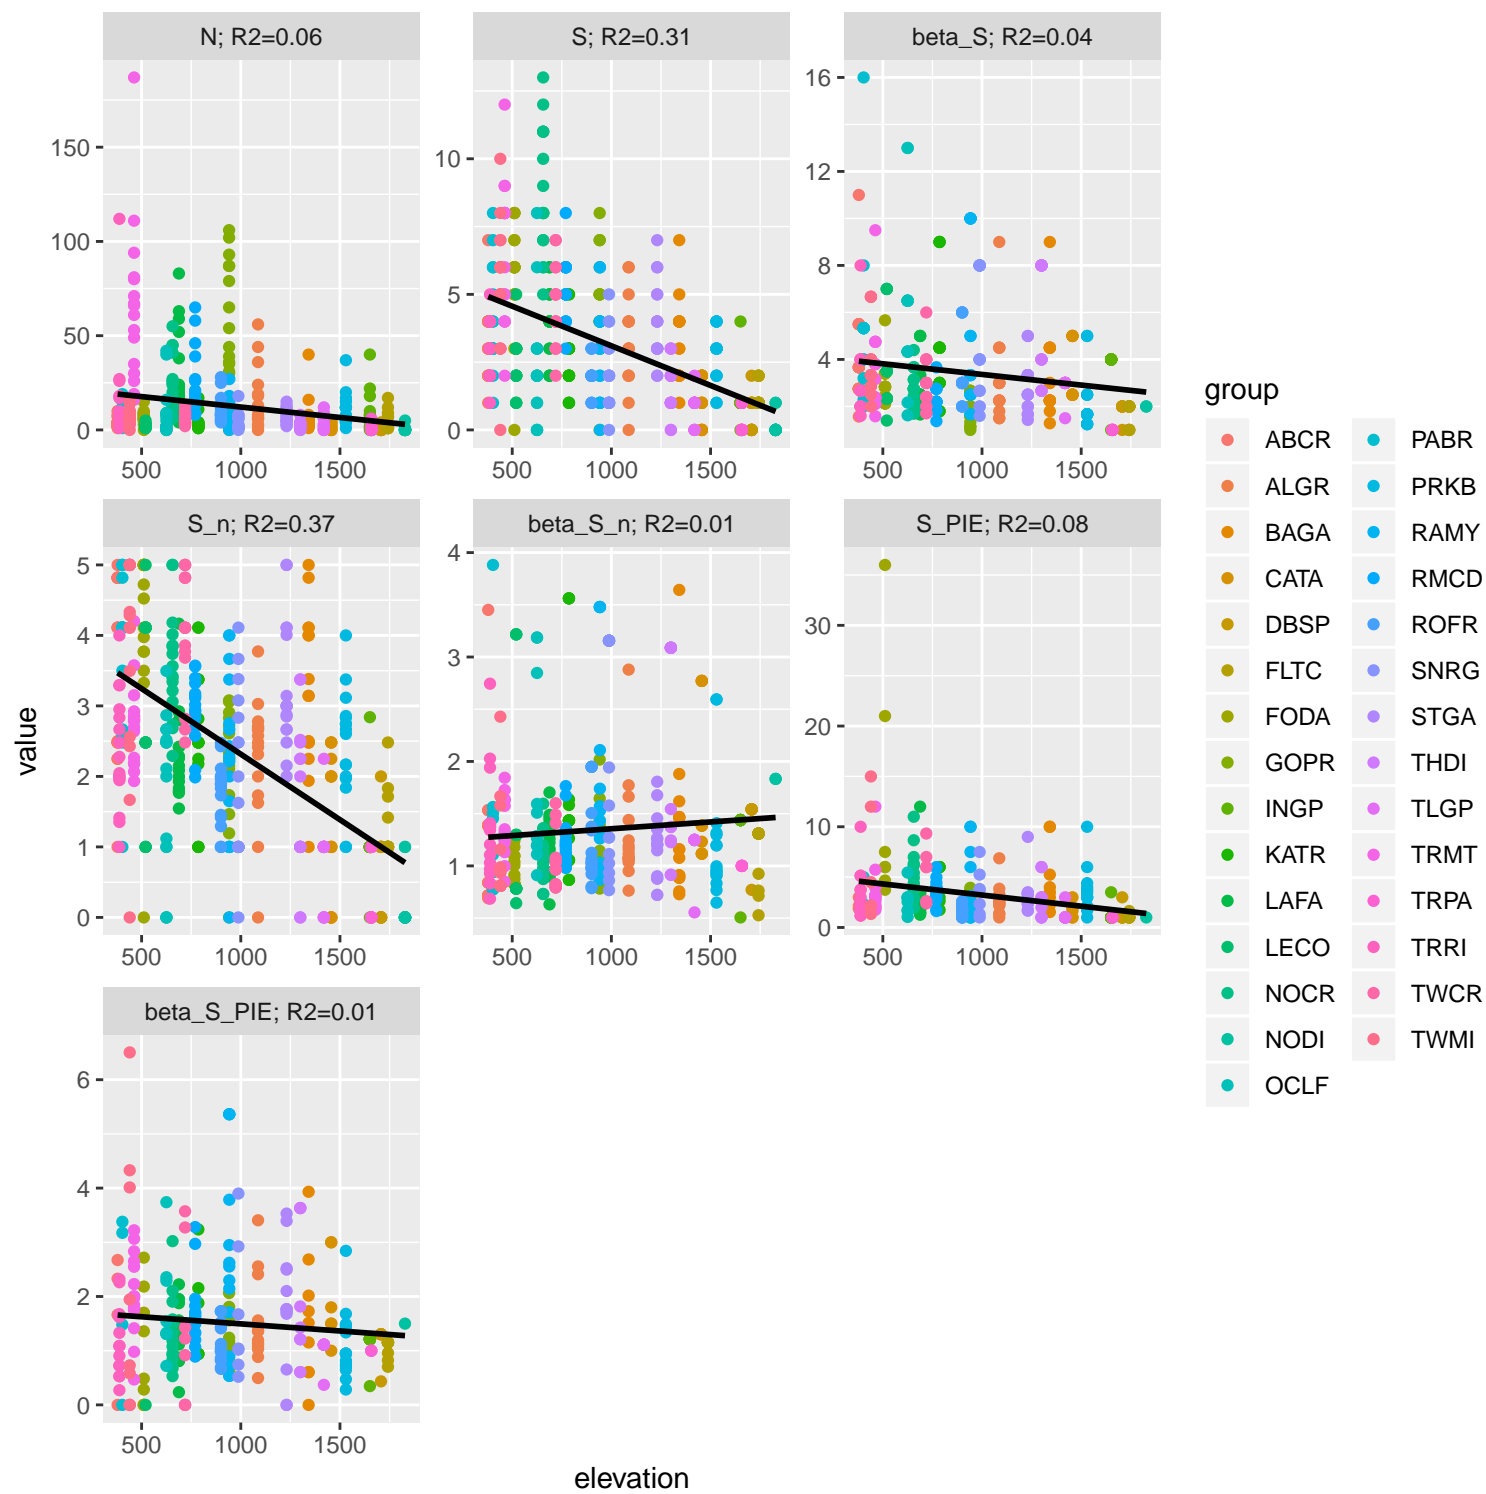 N; R2=0.06
S; R2=0.31
beta_S; R2=0.04
150
100
50
0
500 1000 1500
10
5
0
500 1000 1500
16
12
8
4
500 1000 1500
S_n; R2=0.37
beta_S_n; R2=0.01
S_PIE; R2=0.08
5
4
3
2
1
0
500 1000 1500
4
3
2
1
500 1000 1500
30
20
10
0
500 1000 1500
beta_S_PIE; R2=0.01
6
4
2
0
500 1000 1500
value
elevation
group
ABCR
ALGR
BAGA
CATA
DBSP
FLTC
FODA
GOPR
INGP
KATR
LAFA
LECO
NOCR
NODI
OCLF
PABR
PRKB
RAMY
RMCD
ROFR
SNRG
STGA
THDI
TLGP
TRMT
TRPA
TRRI
TWCR
TWMI